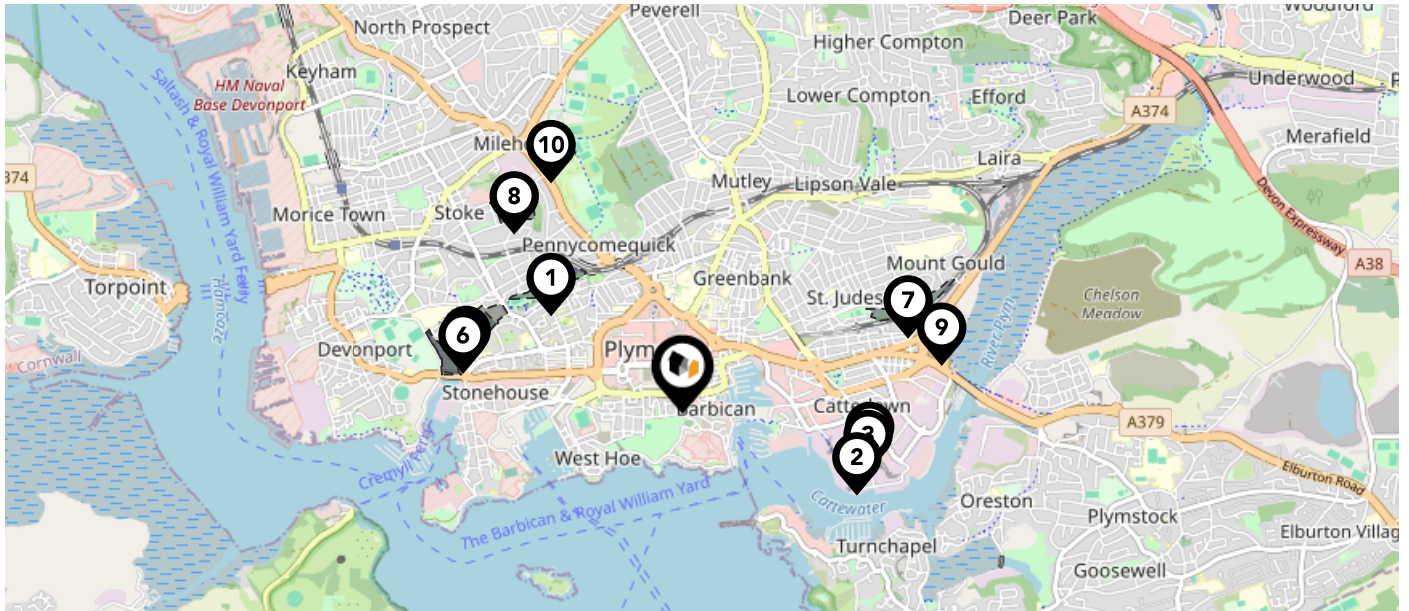 Peverell
Woodford
Deer Park
North Prospect
Higher Compton
Keyham
Underwood
HM Naval
Base Devonport
Lower Compton
Efford
A374
Merafield
Mileh
10
Laira
374
Mutley
Lipson Vale
8
Saltash & Royal William Yard Ferry
Morice Town
Stoke
Devon Expressway
Pennycomequick
A38
Mount Gould
1
Greenbank
Torpoint
Hamoaze
St. Judes
7
Chelson
Meadow
6
9
River Plym
Cornwall
Devonport
Plym
Stonehouse
Barbican
Cattedown
3
2
A379
Cremyll Ferry
West Hoe
Elburton Road
The Barbican & Royal William Yard
Cattewater
Oreston
Plymstock
Elburton Villag
Turnchapel
Goosewell